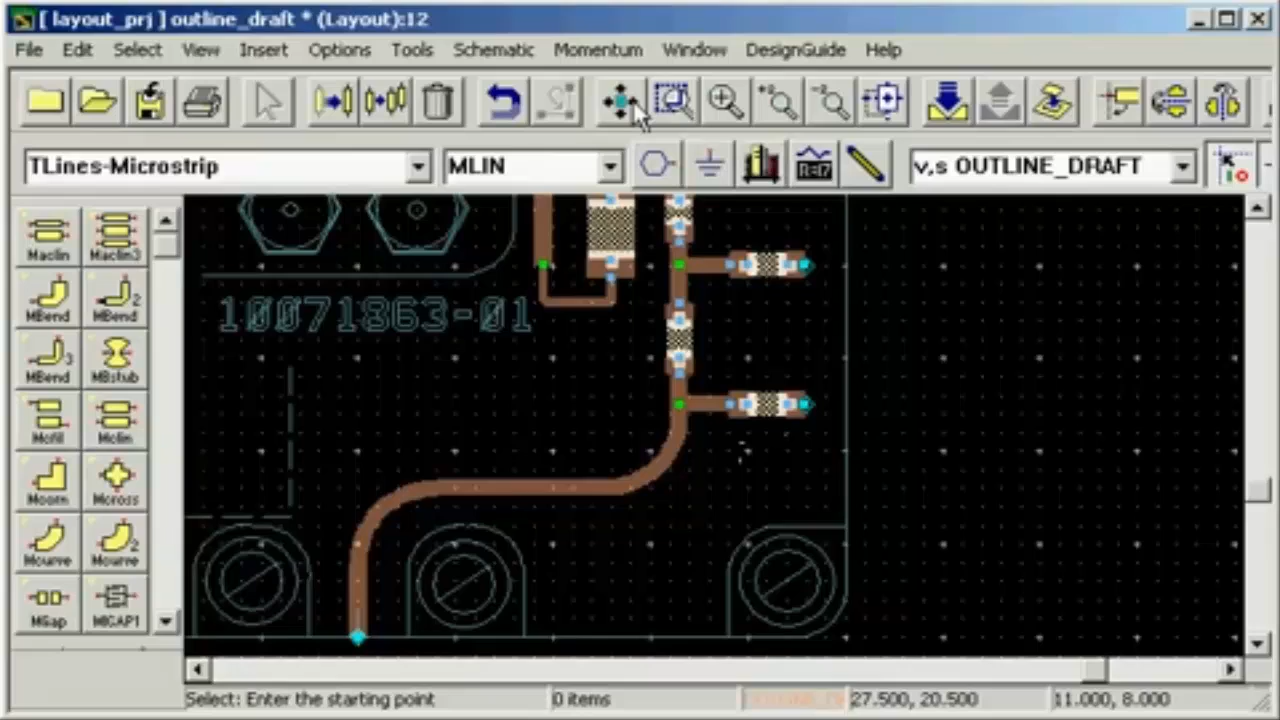 [ layout_prj ] outline_draft * (Layout):12
File Edit Select View Insert Options Tools Schematic Momentum Window DesignGuide Help
TLines-Microstrip MLIN v,s OUTLINE_DRAFT
Maclin Maclin3
MBend MBend
MBend MBstub
Mcfil Mclin
Mcorn Mcross
Mcurve Mcurve
MGap MIGAP1
10071863-01
Select: Enter the starting point 0 items 27.500, 20.500 11.000, 8.000